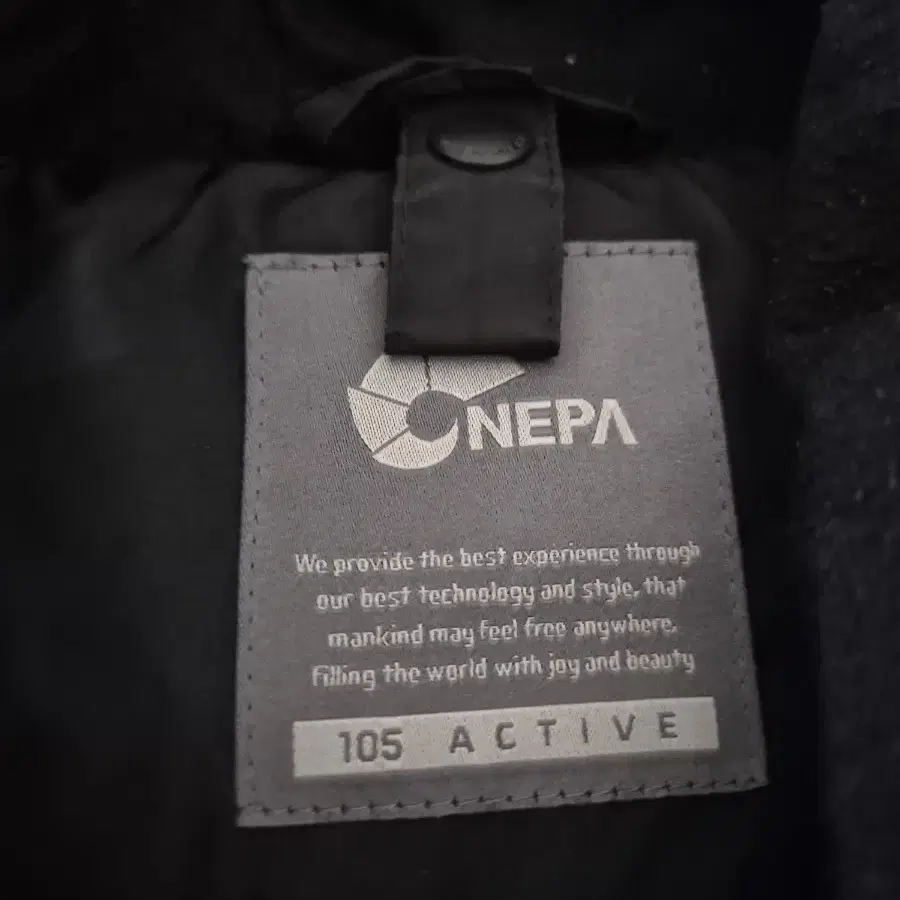 NEPA
We provide the best experience through
our best technology and style, that
mankind may feel free anywhere,
filling the world with joy and beauty
105 ACTIVE